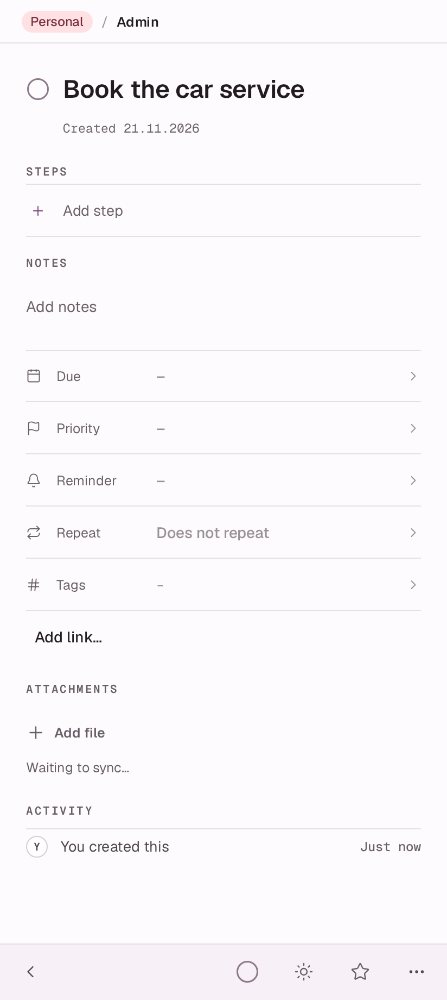 Personal / Admin
Book the car service
Created 21.11.2026
STEPS
+ Add step
NOTES
Add notes
Due –
Priority –
Reminder –
Repeat Does not repeat
# Tags –
Add link…
ATTACHMENTS
+ Add file
Waiting to sync…
ACTIVITY
Y You created this Just now